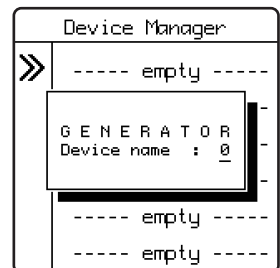 Device Manager
» ----- empty -----
G E N E R A T O R
Device name : 0
----- empty -----
----- empty -----